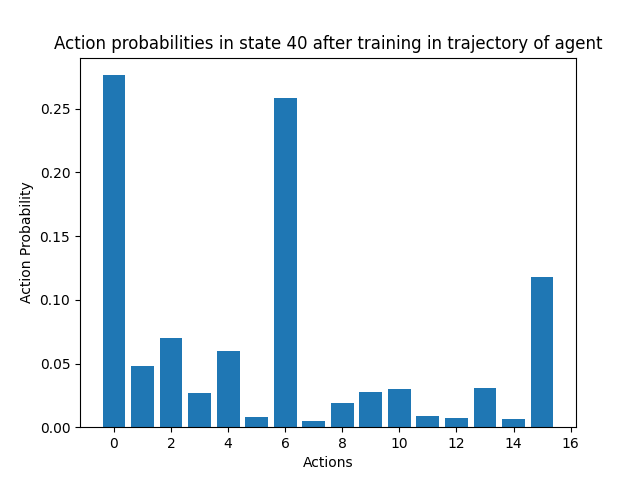 Action probabilities in state 40 after training in trajectory of agent
0.25
0.20
0.15
0.10
0.05
0.00
Action Probability
0 2 4 6 8 10 12 14 16
Actions